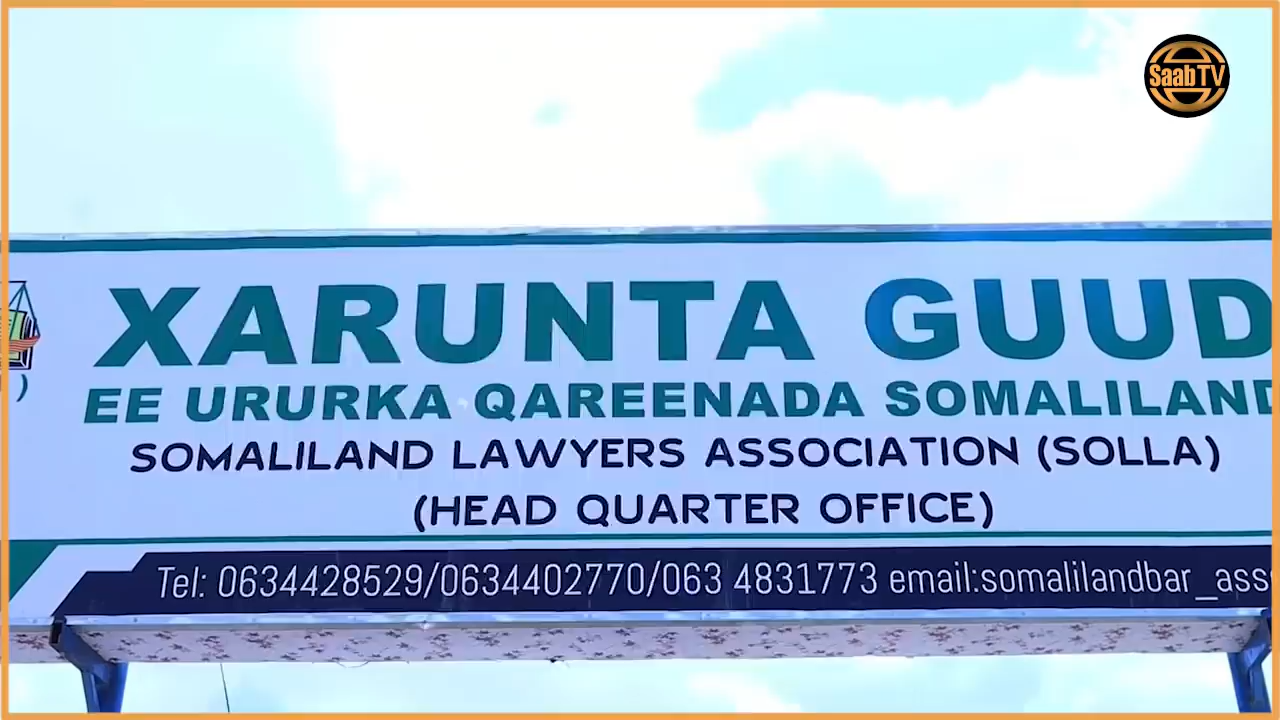 SaabTV
XARUNTA GUUD
EE URURKA QAREENADA SOMALILAND
SOMALILAND LAWYERS ASSOCIATION (SOLLA)
(HEAD QUARTER OFFICE)
Tel: 0634428529/0634402770/063 4831773 email:somalilandbar_ass